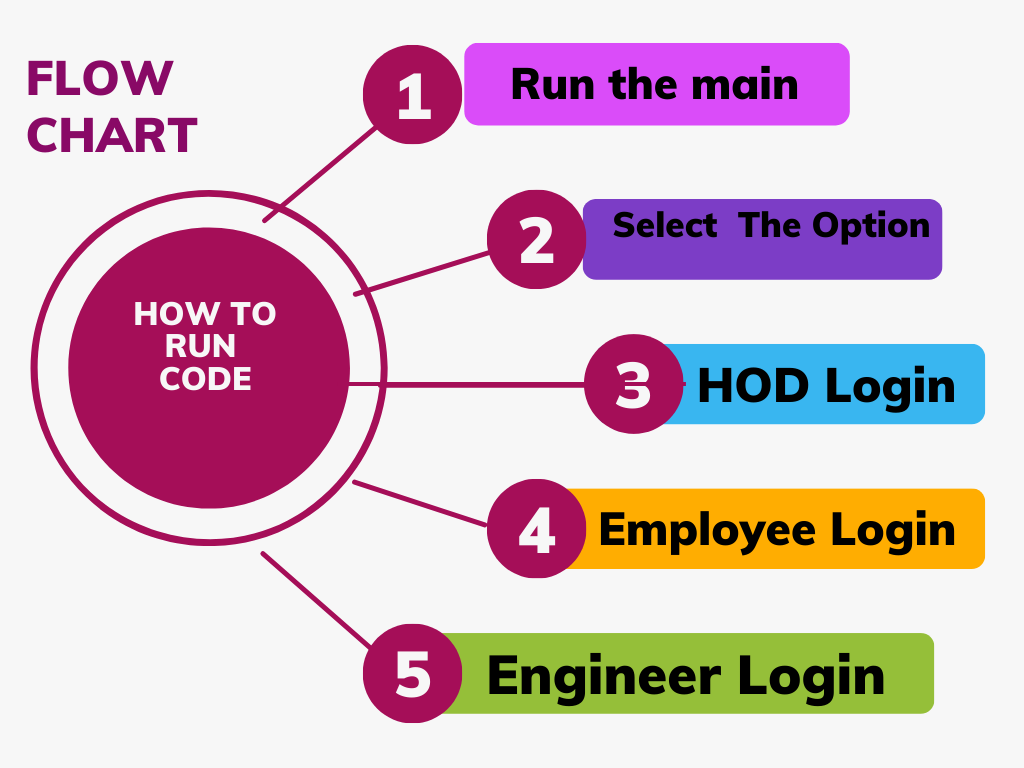 FLOW
CHART
HOW TO
RUN
CODE
1
Run the main
2
Select The Option
3
HOD Login
4
Employee Login
5
Engineer Login